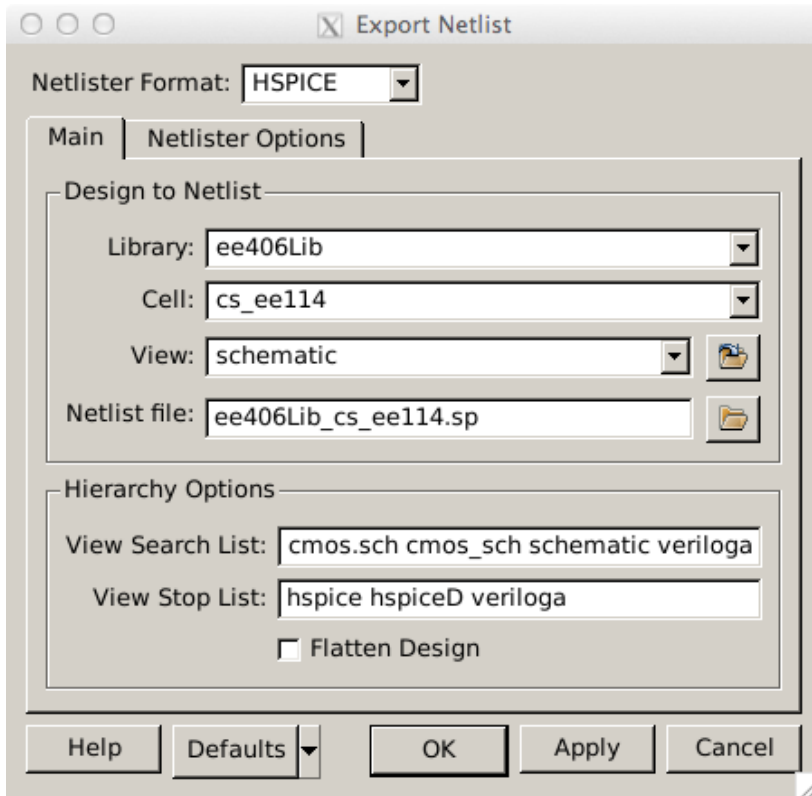 Export Netlist
Netlister Format: HSPICE
Main Netlister Options
Design to Netlist
Library: ee406Lib
Cell: cs_ee114
View: schematic
Netlist file: ee406Lib_cs_ee114.sp
Hierarchy Options
View Search List: cmos.sch cmos_sch schematic veriloga
View Stop List: hspice hspiceD veriloga
Flatten Design
Help Defaults OK Apply Cancel